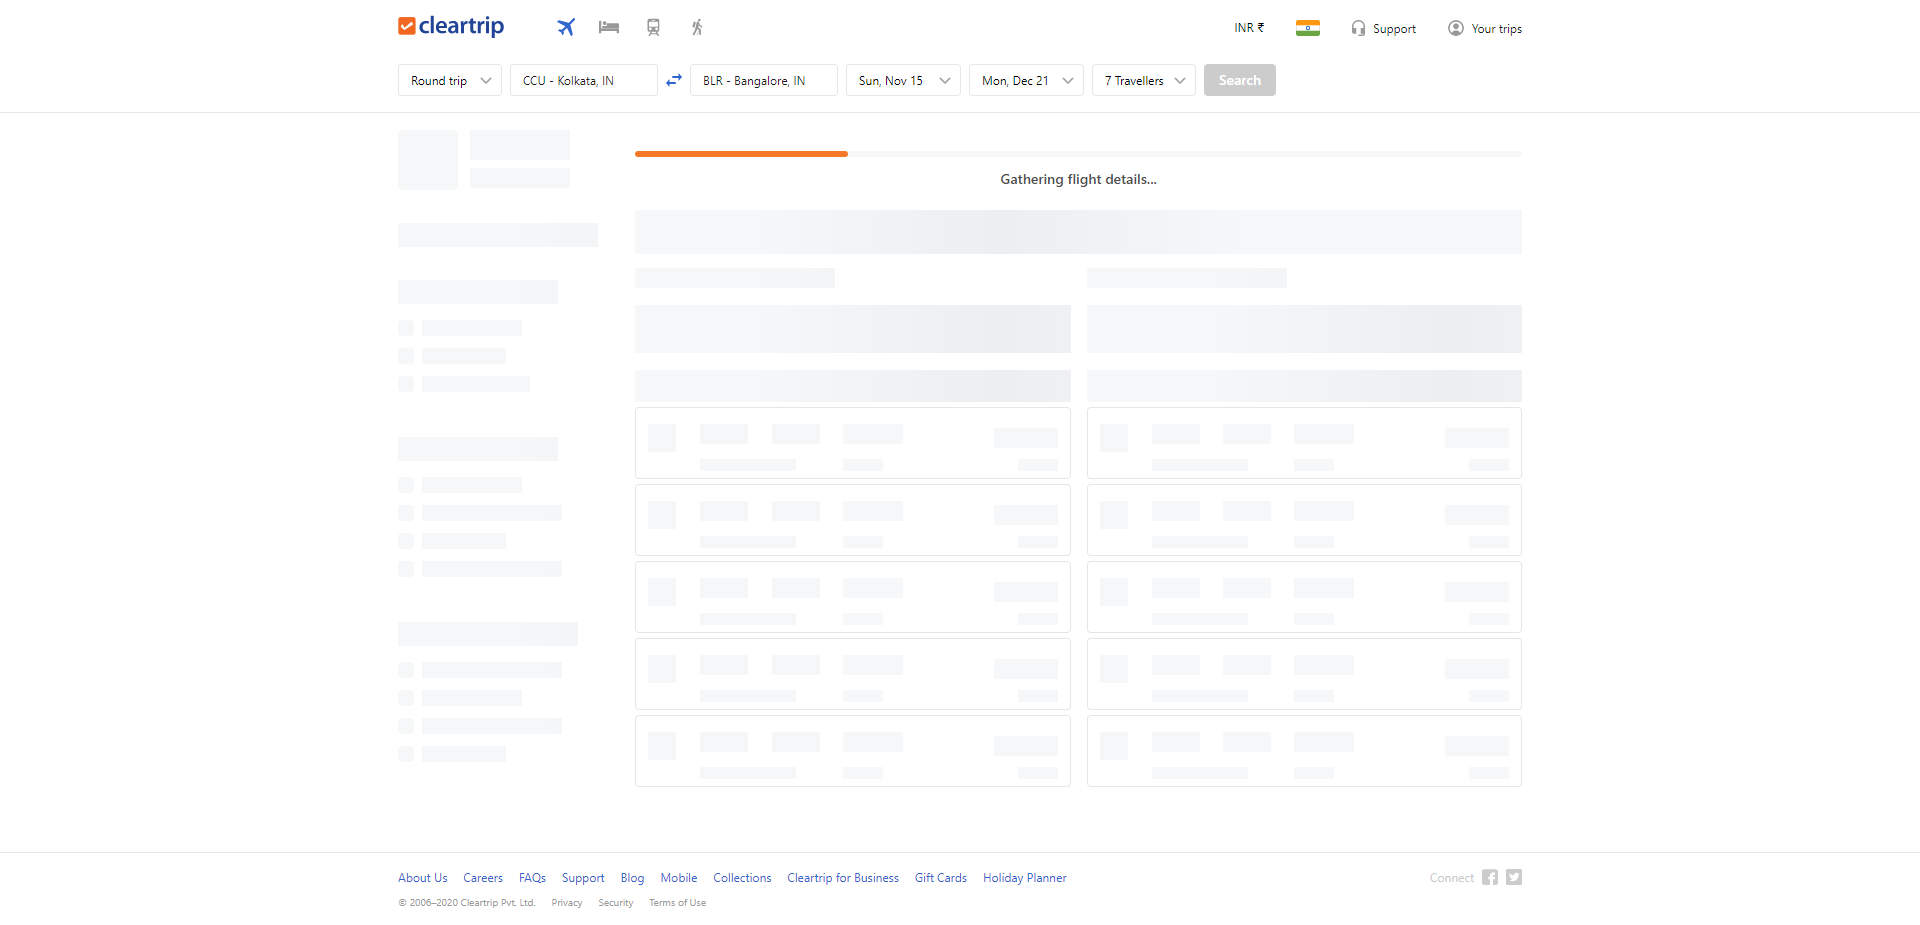 cleartrip
INR ₹
Support
Your trips
Round trip
CCU - Kolkata, IN
BLR - Bangalore, IN
Sun, Nov 15
Mon, Dec 21
7 Travellers
Search
Gathering flight details...
About Us Careers FAQs Support Blog Mobile Collections Cleartrip for Business Gift Cards Holiday Planner
Connect
© 2006–2020 Cleartrip Pvt. Ltd. Privacy Security Terms of Use